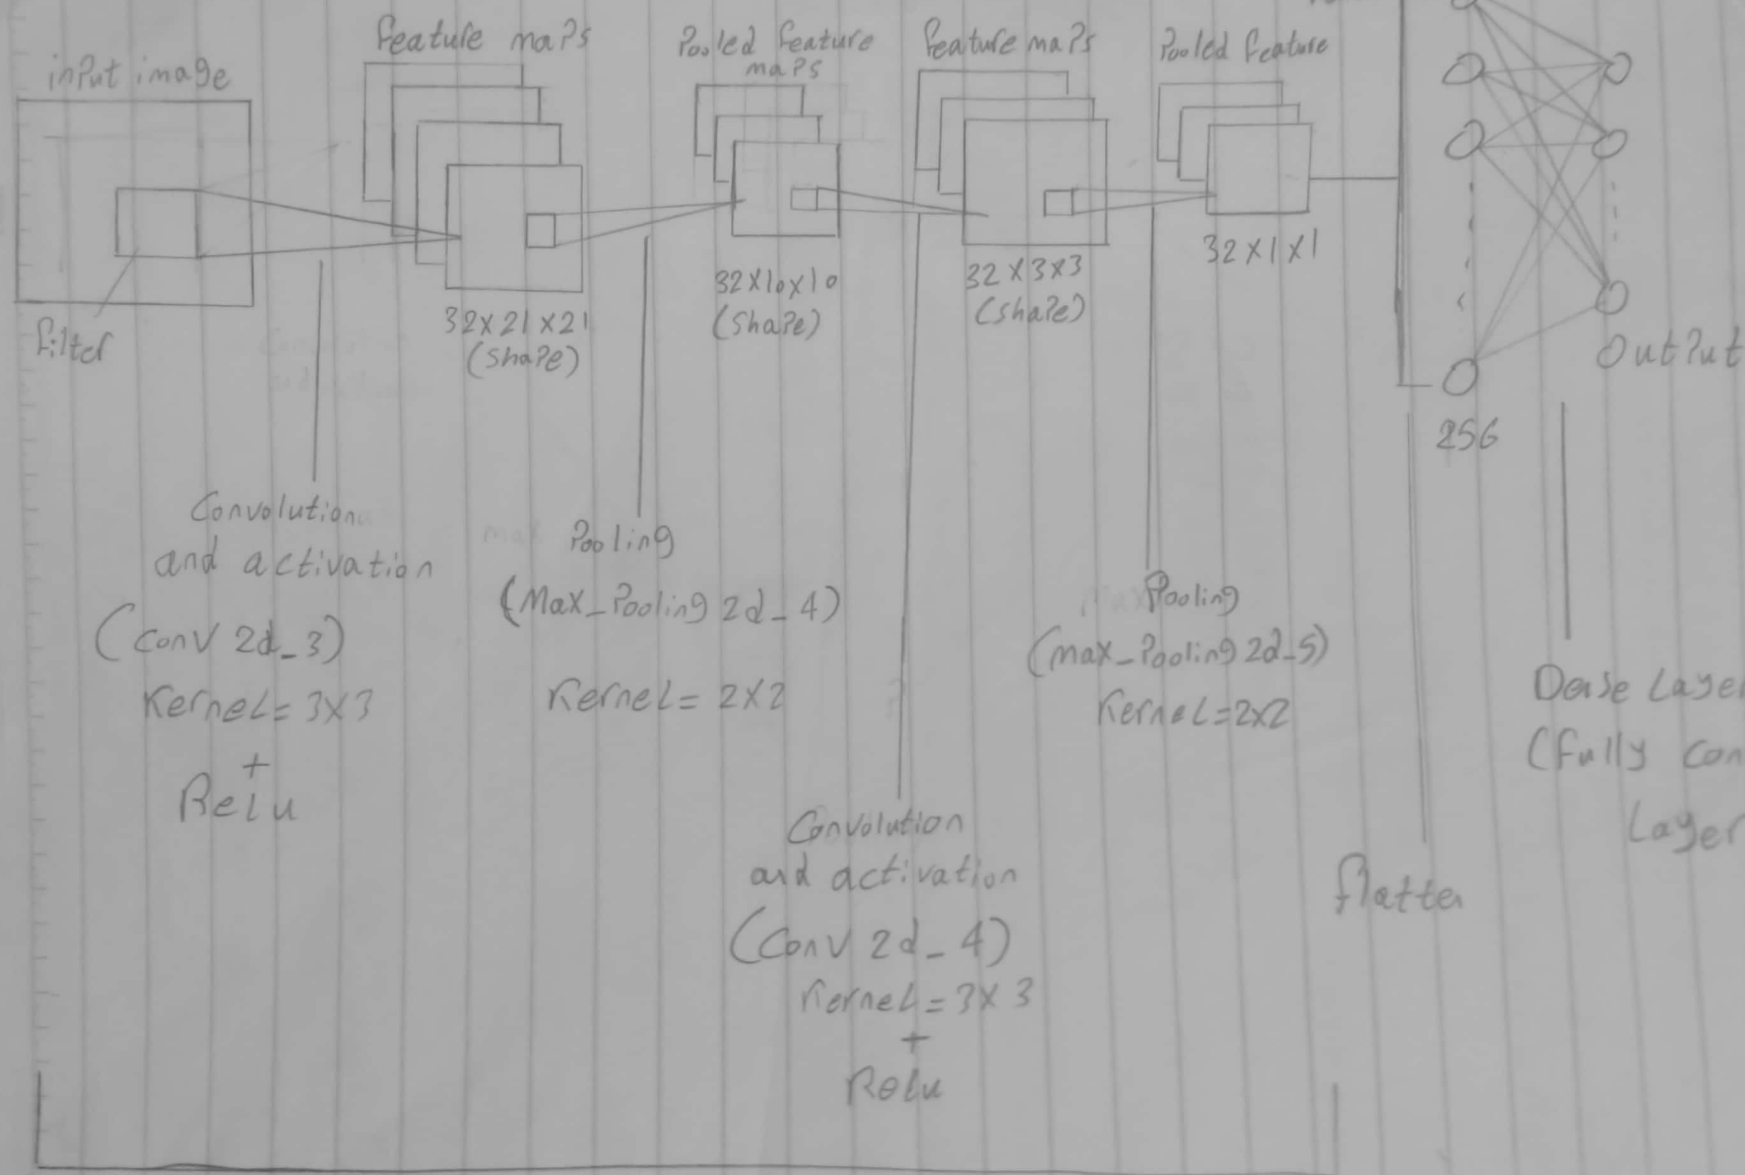 input image
Feature maps
Pooled feature
maps
feature maps
Pooled feature
filter
32x21x21
(shape)
32x10x10
(shape)
32x3x3
(shape)
32x1x1
Output
256
Convolution
and activation
(Conv 2d_3)
Kernel= 3x3
+
Relu
Pooling
(Max_Pooling 2d_4)
Kernel= 2x2
Convolution
and activation
(Conv 2d_4)
Kernel=3x3
+
Relu
Pooling
(max_Pooling 2d_5)
Kernel=2x2
flatten
Dense Layer
(fully con
Layer